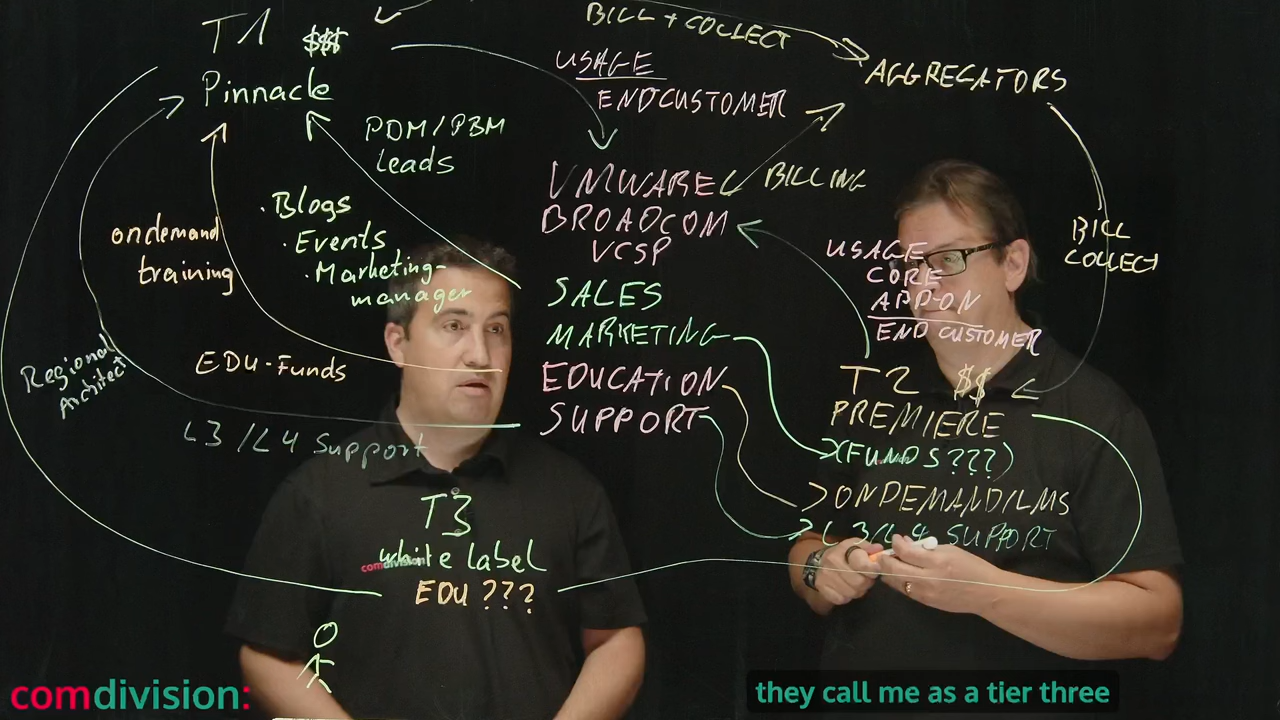 T1 $$$
Pinnacle
BILL + COLLECT
USAGE
ENDCUSTOMER
AGGREGATORS
PDM/PBM
leads
VMWARE
BROADCOM
VCSP
BILLING
BILL
COLLECT
· Blogs
· Events
· Marketing-
manager
ondemand
training
USAGE
CORE
APP-ON
END CUSTOMER
SALES
MARKETING
EDUCATION
SUPPORT
Regional
Architect
EDU-Funds
L3/L4 Support
T2 $$
PREMIERE
(FUNDS???)
ONDEMAND/LMS
L3/L4 SUPPORT
T3
white label
comdivision
EDU ???
comdivision:
they call me as a tier three